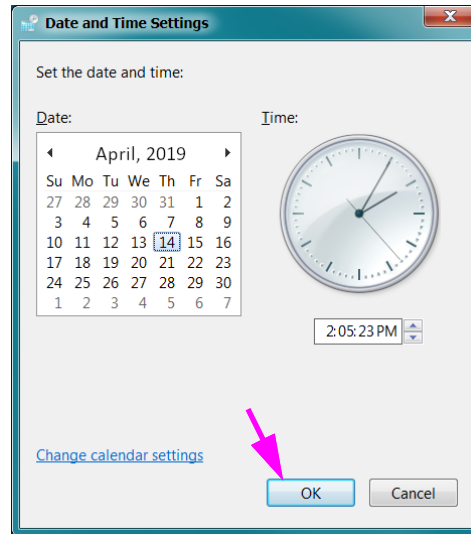 Date and Time Settings
Set the date and time:
Date:
Time:
April, 2019
Su Mo Tu We Th Fr Sa
27 28 29 30 31 1 2
3 4 5 6 7 8 9
10 11 12 13 14 15 16
17 18 19 20 21 22 23
24 25 26 27 28 29 30
1 2 3 4 5 6 7
2:05:23 PM
Change calendar settings
OK
Cancel